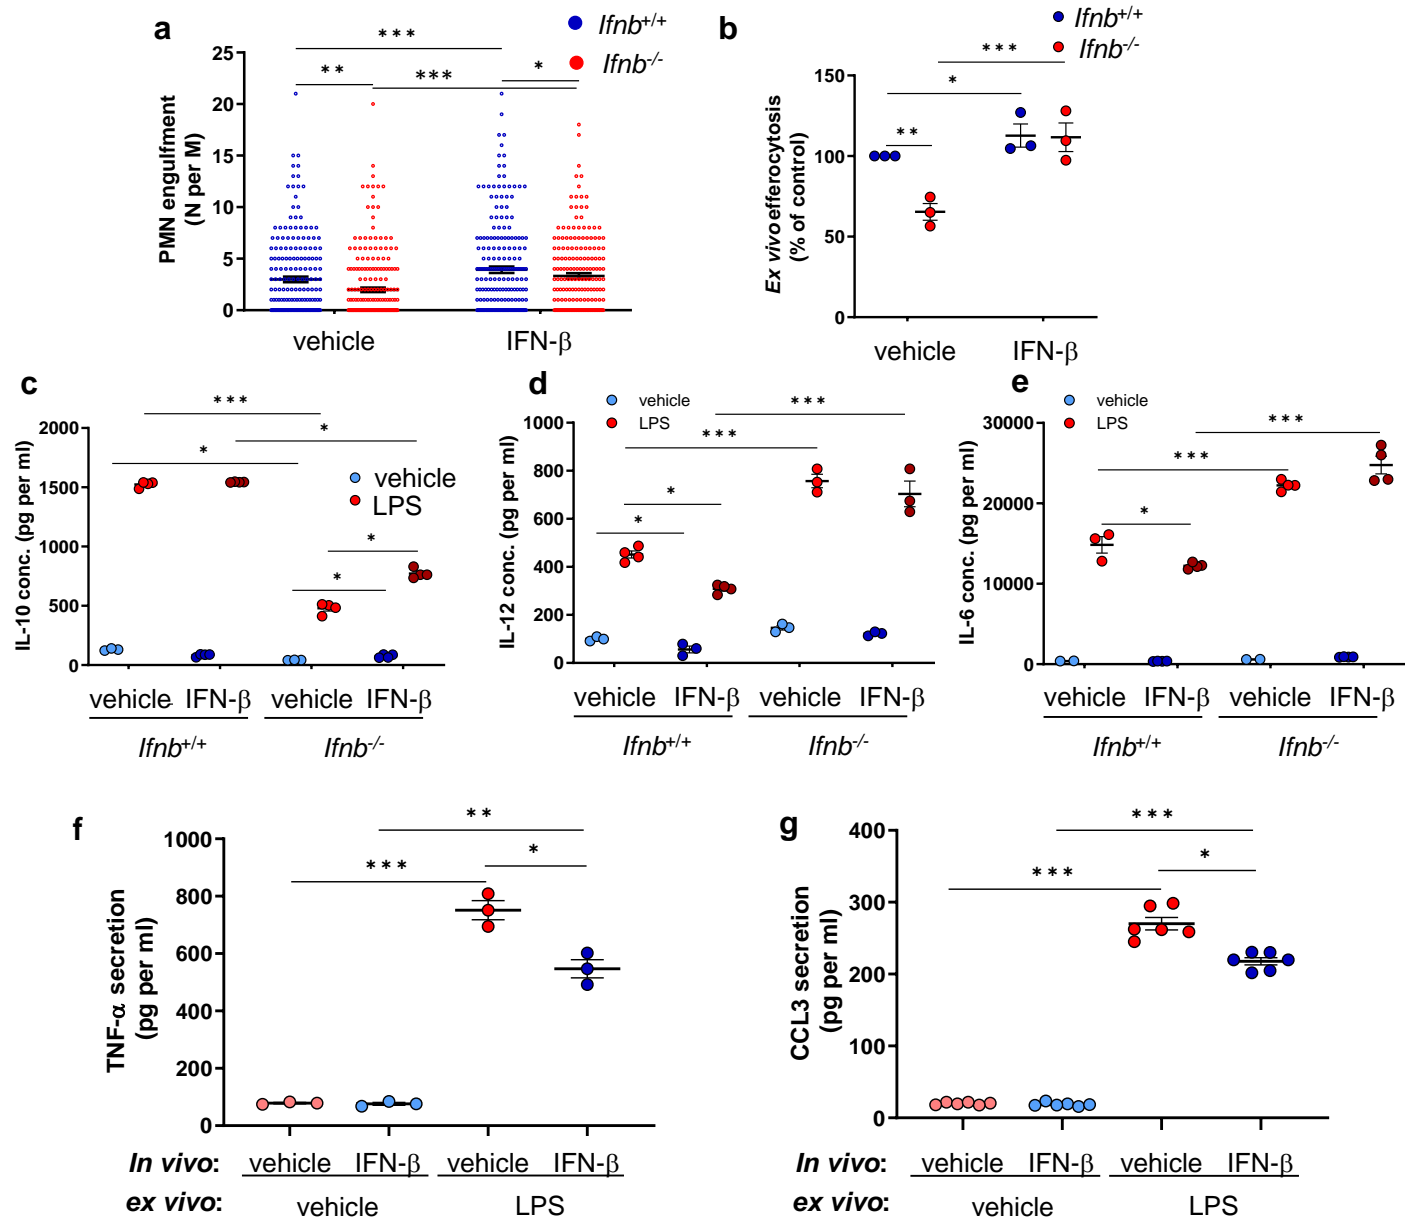 a
Ifnb+/+
Ifnb-/-
PMN engulfment
(N per M)
25
20
15
10
5
0
***
**
***
*
vehicle
IFN-β
b
Ifnb+/+
Ifnb-/-
Ex vivoefferocytosis
(% of control)
150
100
50
0
***
*
**
vehicle
IFN-β
c
IL-10 conc. (pg per ml)
2000
1500
1000
500
0
***
*
*
*
*
vehicle
LPS
vehicle
IFN-β
vehicle
IFN-β
Ifnb+/+
Ifnb-/-
d
vehicle
LPS
IL-12 conc. (pg per ml)
1000
800
600
400
200
0
***
***
*
*
vehicle
IFN-β
vehicle
IFN-β
Ifnb+/+
Ifnb-/-
e
vehicle
LPS
IL-6 conc. (pg per ml)
30000
20000
10000
0
***
***
*
vehicle
IFN-β
vehicle
IFN-β
Ifnb+/+
Ifnb-/-
f
TNF-α secretion
(pg per ml)
1000
800
600
400
200
0
**
***
*
In vivo:
vehicle
IFN-β
vehicle
IFN-β
ex vivo:
vehicle
LPS
g
CCL3 secretion
(pg per ml)
400
300
200
100
0
***
***
*
In vivo:
vehicle
IFN-β
vehicle
IFN-β
ex vivo:
vehicle
LPS